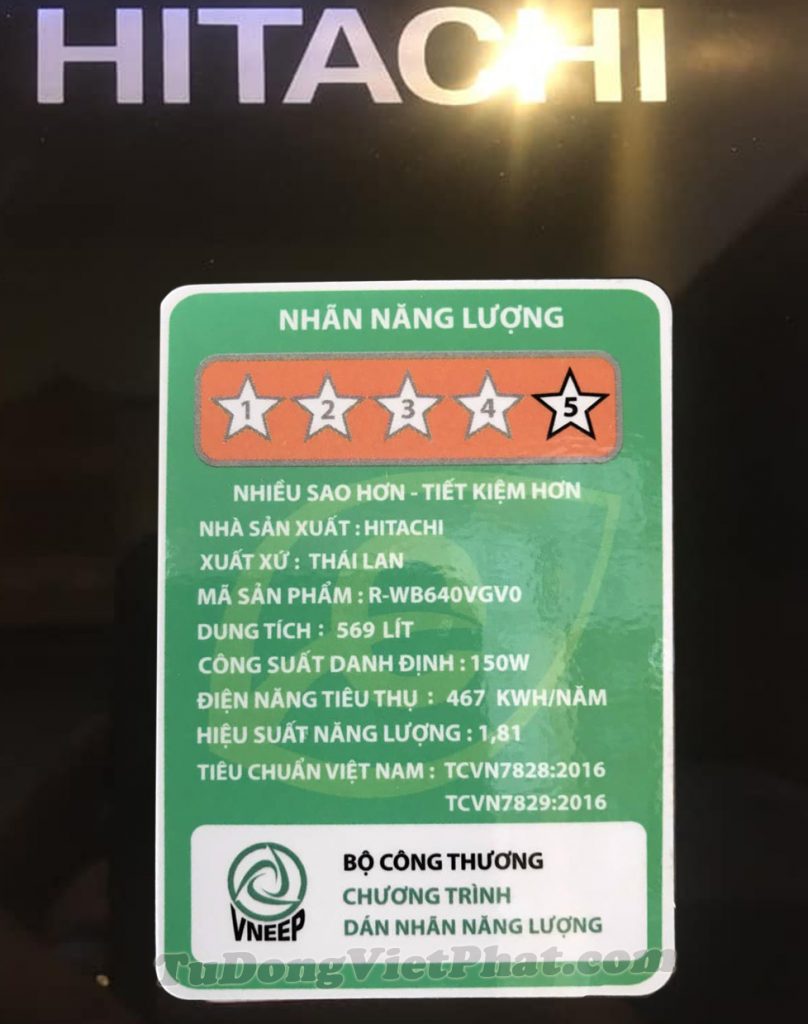 HITACHI
NHÃN NĂNG LƯỢNG
1 2 3 4 5
NHIỀU SAO HƠN - TIẾT KIỆM HƠN
NHÀ SẢN XUẤT : HITACHI
XUẤT XỨ : THÁI LAN
MÃ SẢN PHẨM : R-WB640VGV0
DUNG TÍCH : 569 LÍT
CÔNG SUẤT DANH ĐỊNH : 150W
ĐIỆN NĂNG TIÊU THỤ : 467 KWH/NĂM
HIỆU SUẤT NĂNG LƯỢNG : 1,81
TIÊU CHUẨN VIỆT NAM : TCVN7828:2016
TCVN7829:2016
VNEEP
BỘ CÔNG THƯƠNG
CHƯƠNG TRÌNH
DÁN NHÃN NĂNG LƯỢNG
TuDongVietPhat.com